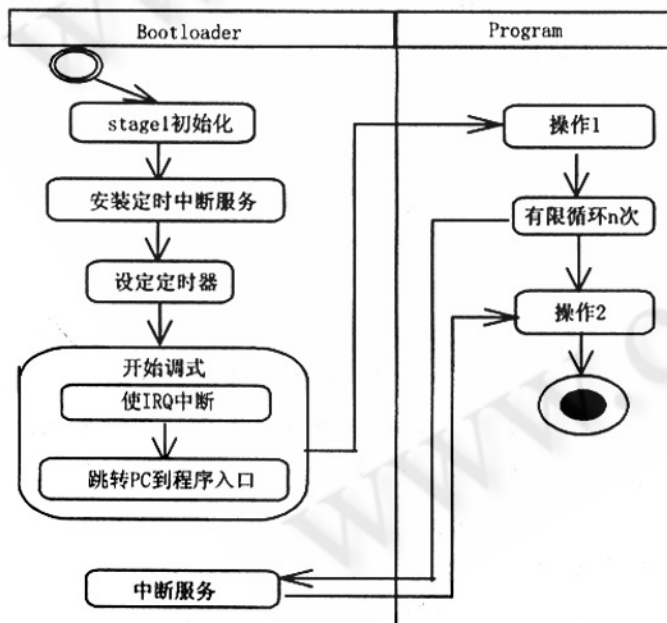 Bootloader
Program
stage1初始化
操作1
安装定时中断服务
有限循环n次
设定定时器
操作2
开始调式
使IRQ中断
跳转PC到程序入口
中断服务